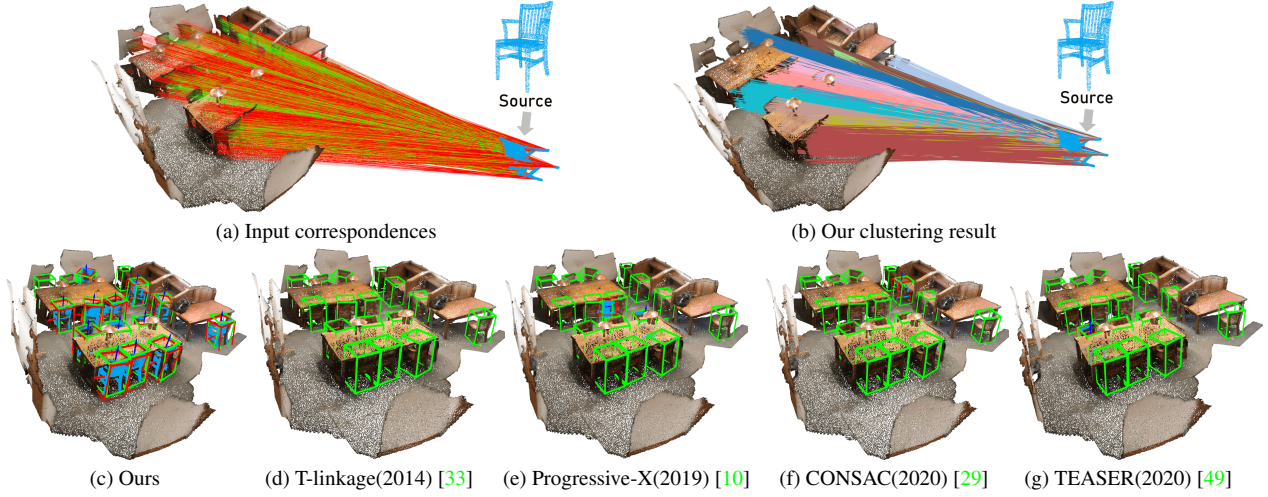 Source
Source
(a) Input correspondences
(b) Our clustering result
(c) Ours
(d) T-linkage(2014) [33]
(e) Progressive-X(2019) [10]
(f) CONSAC(2020) [29]
(g) TEASER(2020) [49]